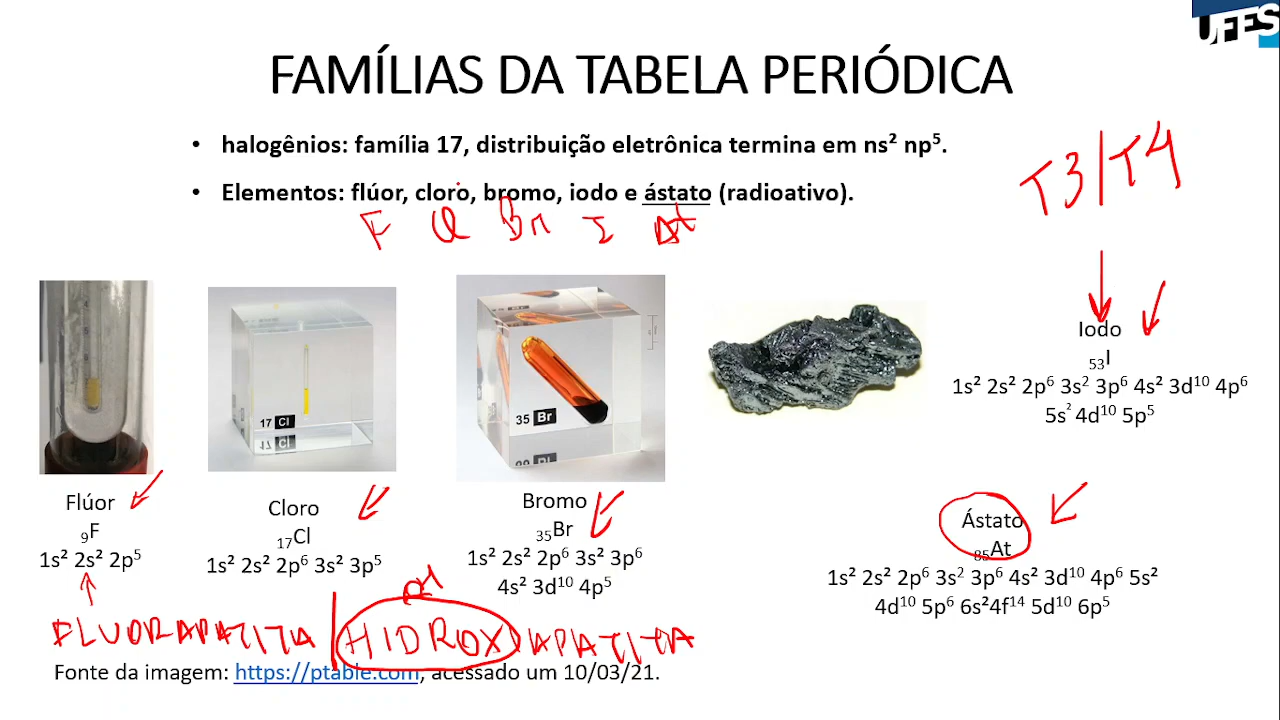 UFES
FAMÍLIAS DA TABELA PERIÓDICA
• halogênios: família 17, distribuição eletrônica termina em ns² np⁵.
• Elementos: flúor, cloro, bromo, iodo e ástato (radioativo).
F Cl Br I At
T3/T4
35 Br
17 Cl
Iodo
₅₃I
1s² 2s² 2p⁶ 3s² 3p⁶ 4s² 3d¹⁰ 4p⁶
5s² 4d¹⁰ 5p⁵
Flúor
₉F
1s² 2s² 2p⁵
Cloro
₁₇Cl
1s² 2s² 2p⁶ 3s² 3p⁵
Bromo
₃₅Br
1s² 2s² 2p⁶ 3s² 3p⁶
4s² 3d¹⁰ 4p⁵
Ástato
₈₅At
1s² 2s² 2p⁶ 3s² 3p⁶ 4s² 3d¹⁰ 4p⁶ 5s²
4d¹⁰ 5p⁶ 6s²4f¹⁴ 5d¹⁰ 6p⁵
OH
FLUORAPATITA | HIDROXIAPATITA
Fonte da imagem: https://ptable.com, acessado um 10/03/21.